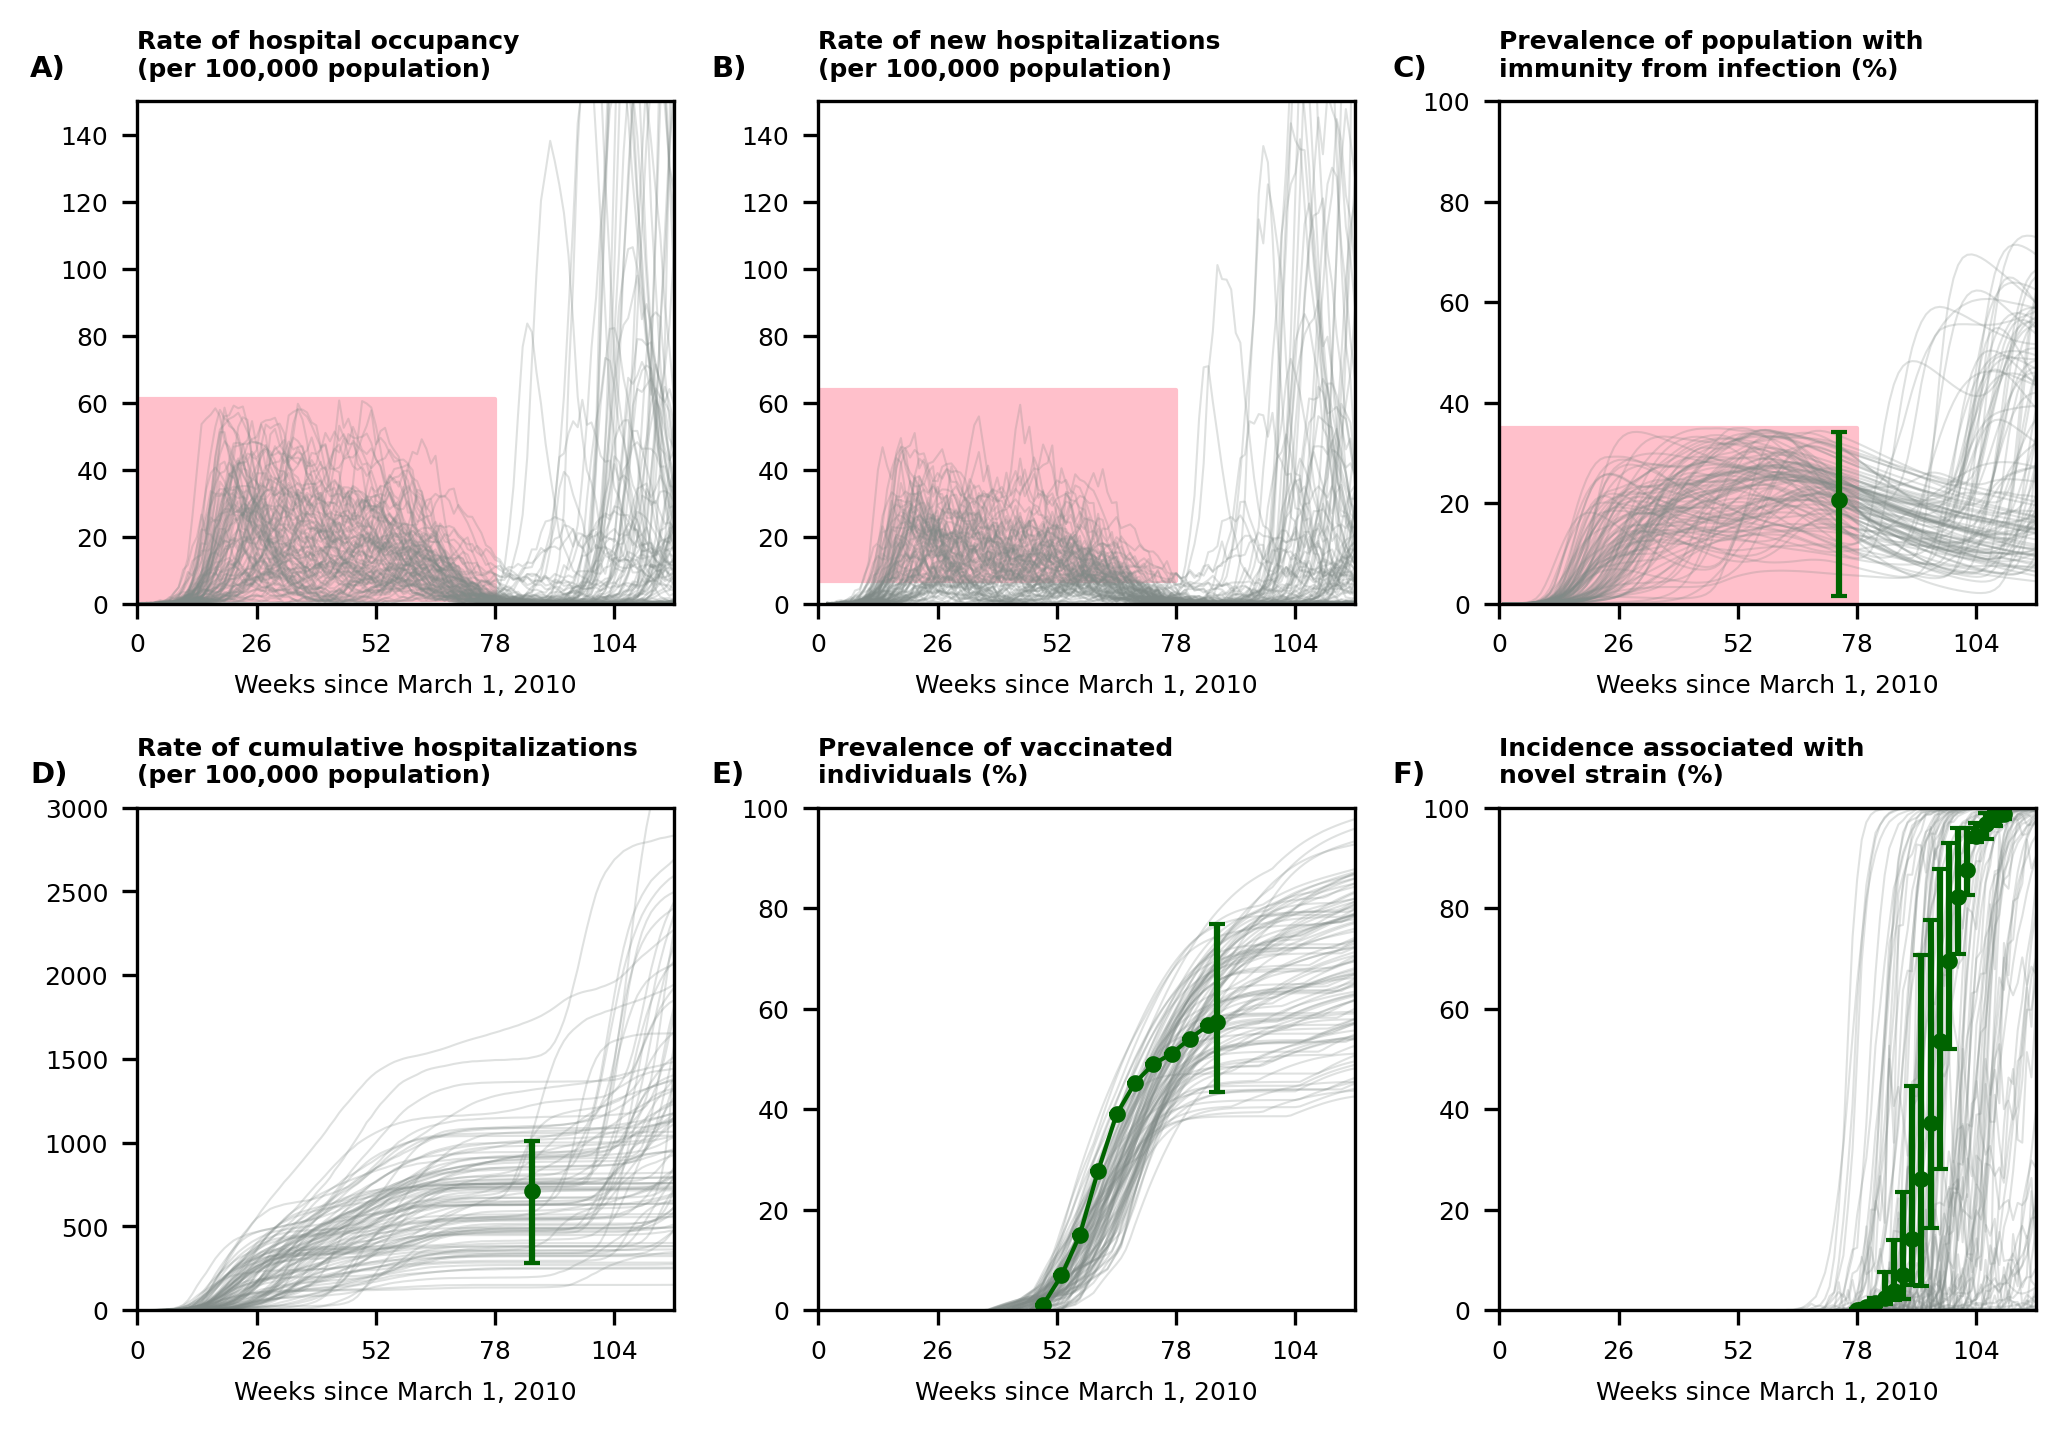 A)
Rate of hospital occupancy
(per 100,000 population)
140
120
100
80
60
40
20
0
0 26 52 78 104
Weeks since March 1, 2010
B)
Rate of new hospitalizations
(per 100,000 population)
140
120
100
80
60
40
20
0
0 26 52 78 104
Weeks since March 1, 2010
C)
Prevalence of population with
immunity from infection (%)
100
80
60
40
20
0
0 26 52 78 104
Weeks since March 1, 2010
D)
Rate of cumulative hospitalizations
(per 100,000 population)
3000
2500
2000
1500
1000
500
0
0 26 52 78 104
Weeks since March 1, 2010
E)
Prevalence of vaccinated
individuals (%)
100
80
60
40
20
0
0 26 52 78 104
Weeks since March 1, 2010
F)
Incidence associated with
novel strain (%)
100
80
60
40
20
0
0 26 52 78 104
Weeks since March 1, 2010